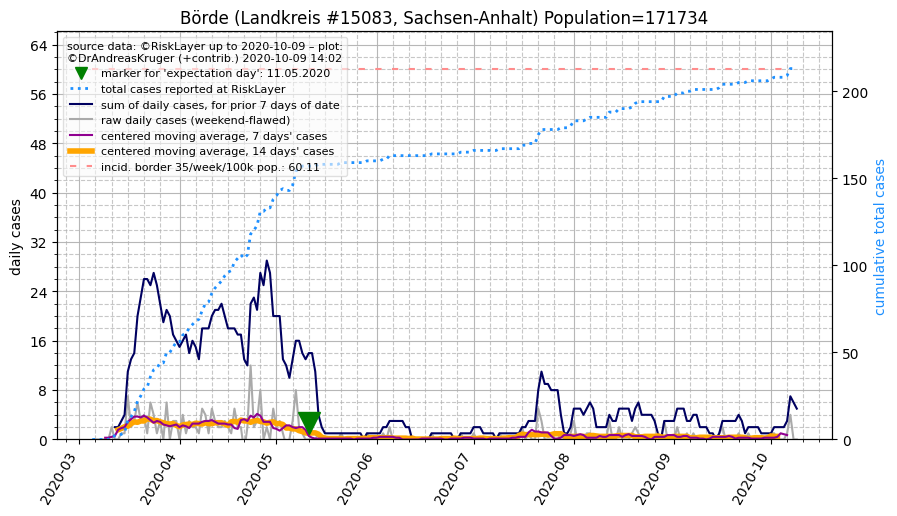 Börde (Landkreis #15083, Sachsen-Anhalt) Population=171734
source data: ©RiskLayer up to 2020-10-09 – plot:
©DrAndreasKruger (+contrib.) 2020-10-09 14:02
marker for 'expectation day': 11.05.2020
total cases reported at RiskLayer
sum of daily cases, for prior 7 days of date
raw daily cases (weekend-flawed)
centered moving average, 7 days' cases
centered moving average, 14 days' cases
incid. border 35/week/100k pop.: 60.11
daily cases
64
56
48
40
32
24
16
8
0
cumulative total cases
200
150
100
50
0
2020-03
2020-04
2020-05
2020-06
2020-07
2020-08
2020-09
2020-10